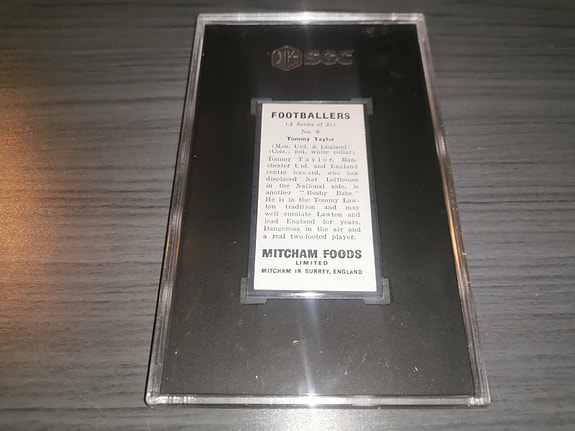 SGC
FOOTBALLERS
(A Series of 25)
No. 9
Tommy Taylor
(Man. Utd. & England)
(Cols.: red, white collar)
Tommy Taylor, Man-
chester Utd. and England
centre forward, who has
displaced Nat Lofthouse
in the National side, is
another "Busby Babe."
He is in the Tommy Law-
ton tradition and may
well emulate Lawton and
lead England for years.
Dangerous in the air and
a real two-footed player.
MITCHAM FOODS
LIMITED
MITCHAM IN SURREY, ENGLAND